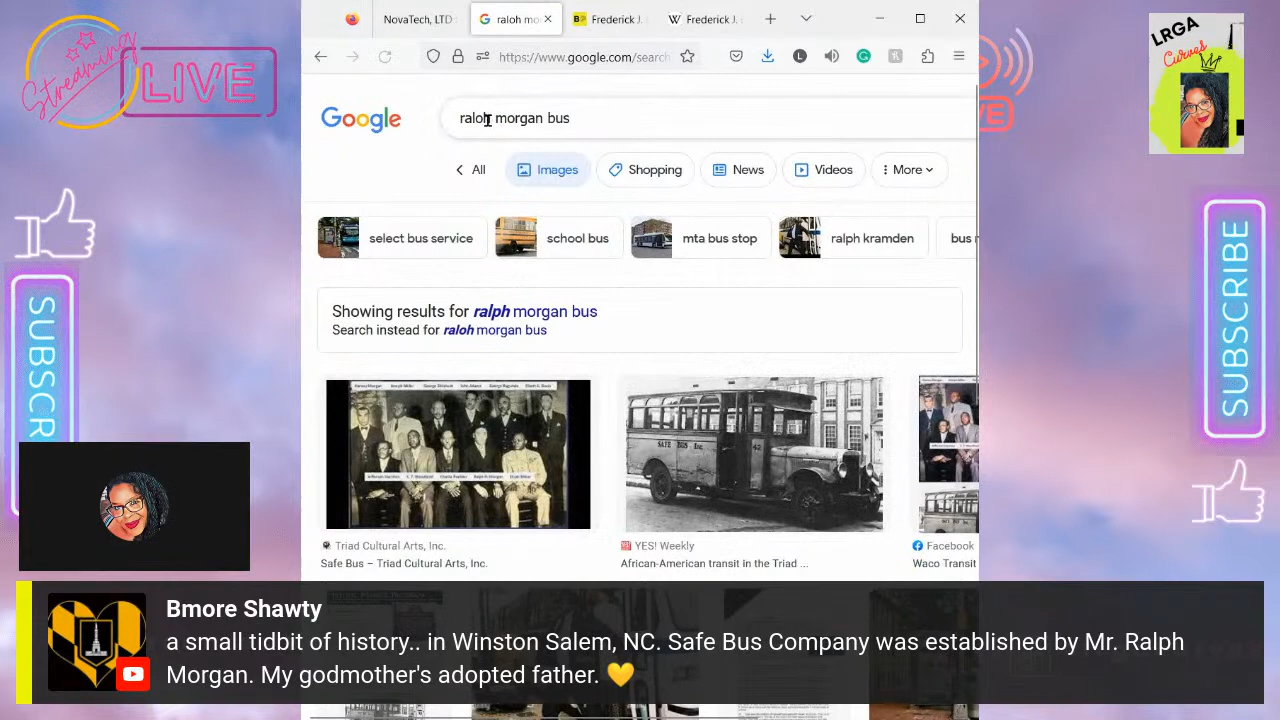 Streaming
LIVE
SUBSCR
NovaTech, LTD
raloh mo
Frederick J.
Frederick J.
https://www.google.com/search
LRGA
Curves
Google
raloh morgan bus
All
Images
Shopping
News
Videos
More
select bus service
school bus
mta bus stop
ralph kramden
Showing results for ralph morgan bus
Search instead for raloh morgan bus
SAFE BUS Inc.
42
Triad Cultural Arts, Inc.
Safe Bus – Triad Cultural Arts, Inc.
YES! Weekly
African-American transit in the Triad ...
Facebook
Waco Transit
SUBSCRIBE
Bmore Shawty
a small tidbit of history.. in Winston Salem, NC. Safe Bus Company was established by Mr. Ralph
Morgan. My godmother's adopted father. 💛